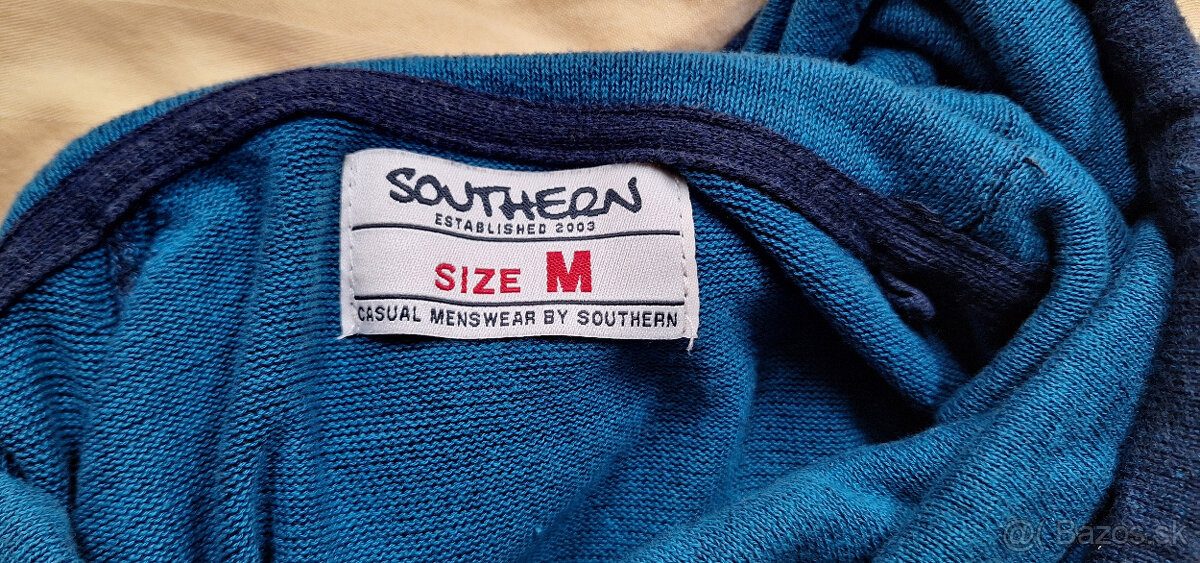 SOUTHERN
ESTABLISHED 2003
SIZE M
CASUAL MENSWEAR BY SOUTHERN
@( Bazos.sk